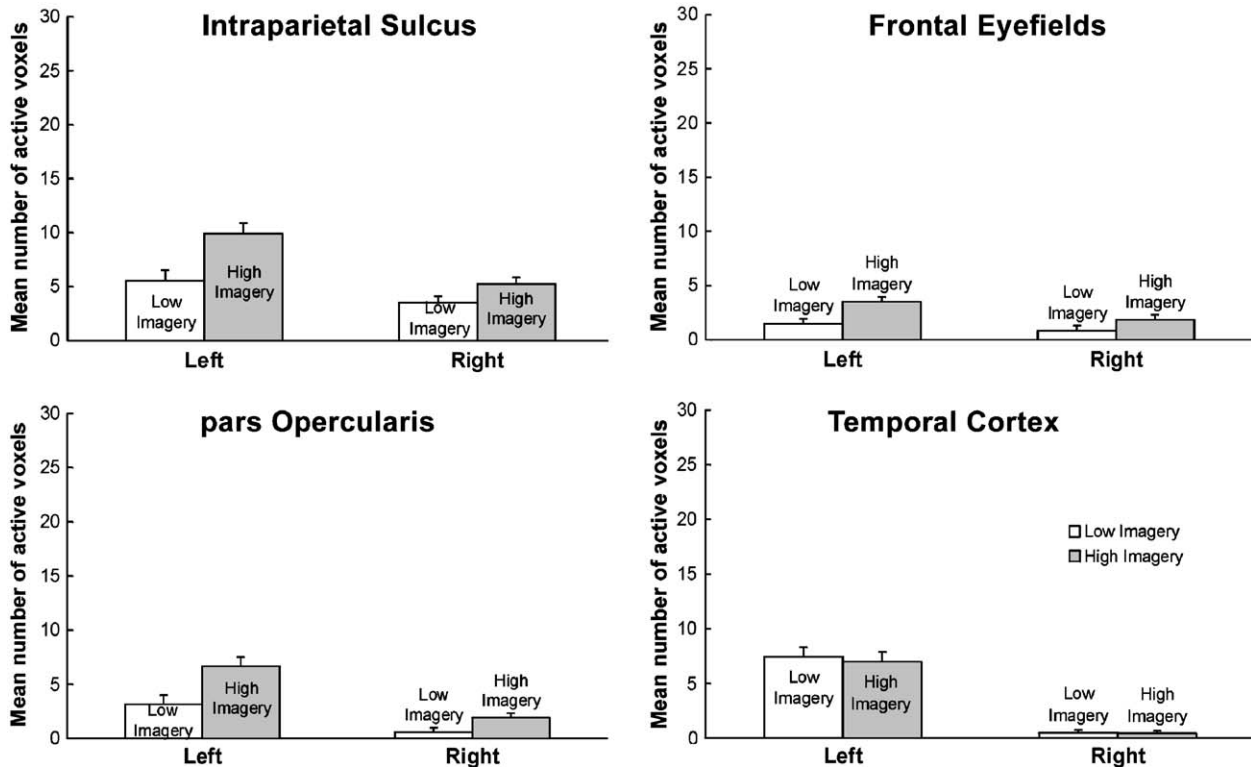 Intraparietal Sulcus
Mean number of active voxels
30
25
20
15
10
5
0
Low
Imagery
High
Imagery
Low
Imagery
High
Imagery
Left
Right
Frontal Eyefields
Mean number of active voxels
30
25
20
15
10
5
0
Low
Imagery
High
Imagery
Low
Imagery
High
Imagery
Left
Right
pars Opercularis
Mean number of active voxels
30
25
20
15
10
5
0
Low
Imagery
High
Imagery
Low
Imagery
High
Imagery
Left
Right
Temporal Cortex
Mean number of active voxels
30
25
20
15
10
5
0
Low Imagery
High Imagery
Low
Imagery
High
Imagery
Low
Imagery
High
Imagery
Left
Right